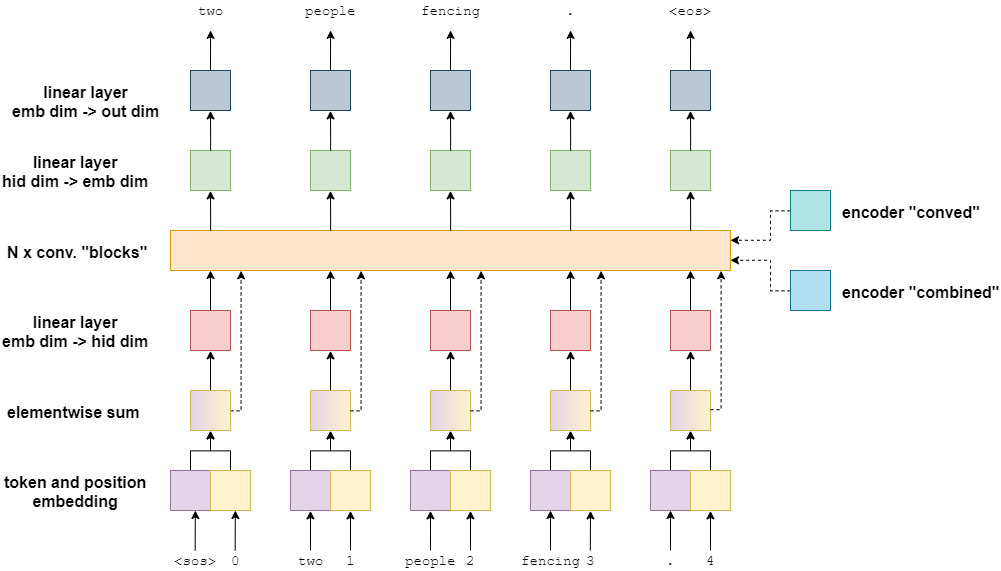 two people fencing . <eos>
linear layer
emb dim -> out dim
linear layer
hid dim -> emb dim
encoder "conved"
N x conv. "blocks"
encoder "combined"
linear layer
emb dim -> hid dim
elementwise sum
token and position
embedding
<sos> 0 two 1 people 2 fencing 3 . 4